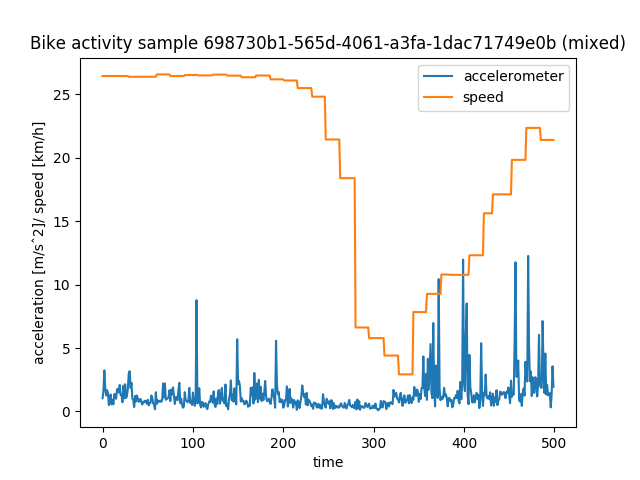 Bike activity sample 698730b1-565d-4061-a3fa-1dac71749e0b (mixed)
accelerometer
speed
acceleration [m/s^2]/ speed [km/h]
25
20
15
10
5
0
0 100 200 300 400 500
time